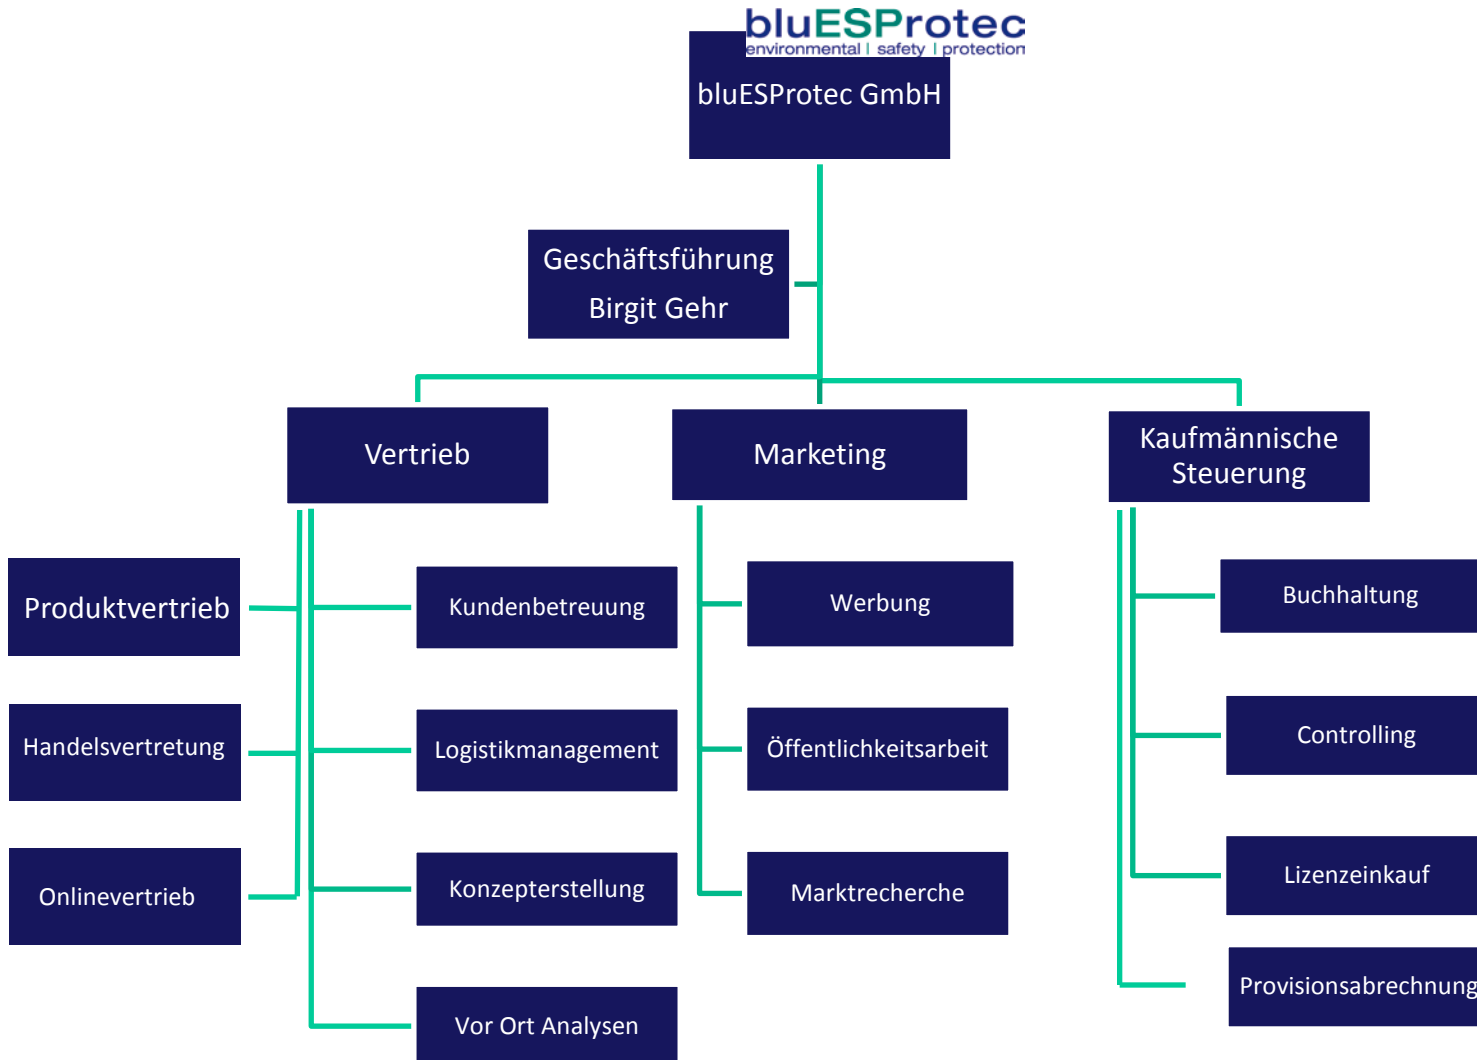 bluESProtec
environmental | safety | protection
bluESProtec GmbH
Geschäftsführung
Birgit Gehr
Vertrieb
Marketing
Kaufmännische
Steuerung
Produktvertrieb
Handelsvertretung
Onlinevertrieb
Kundenbetreuung
Logistikmanagement
Konzepterstellung
Vor Ort Analysen
Werbung
Öffentlichkeitsarbeit
Marktrecherche
Buchhaltung
Controlling
Lizenzeinkauf
Provisionsabrechnung